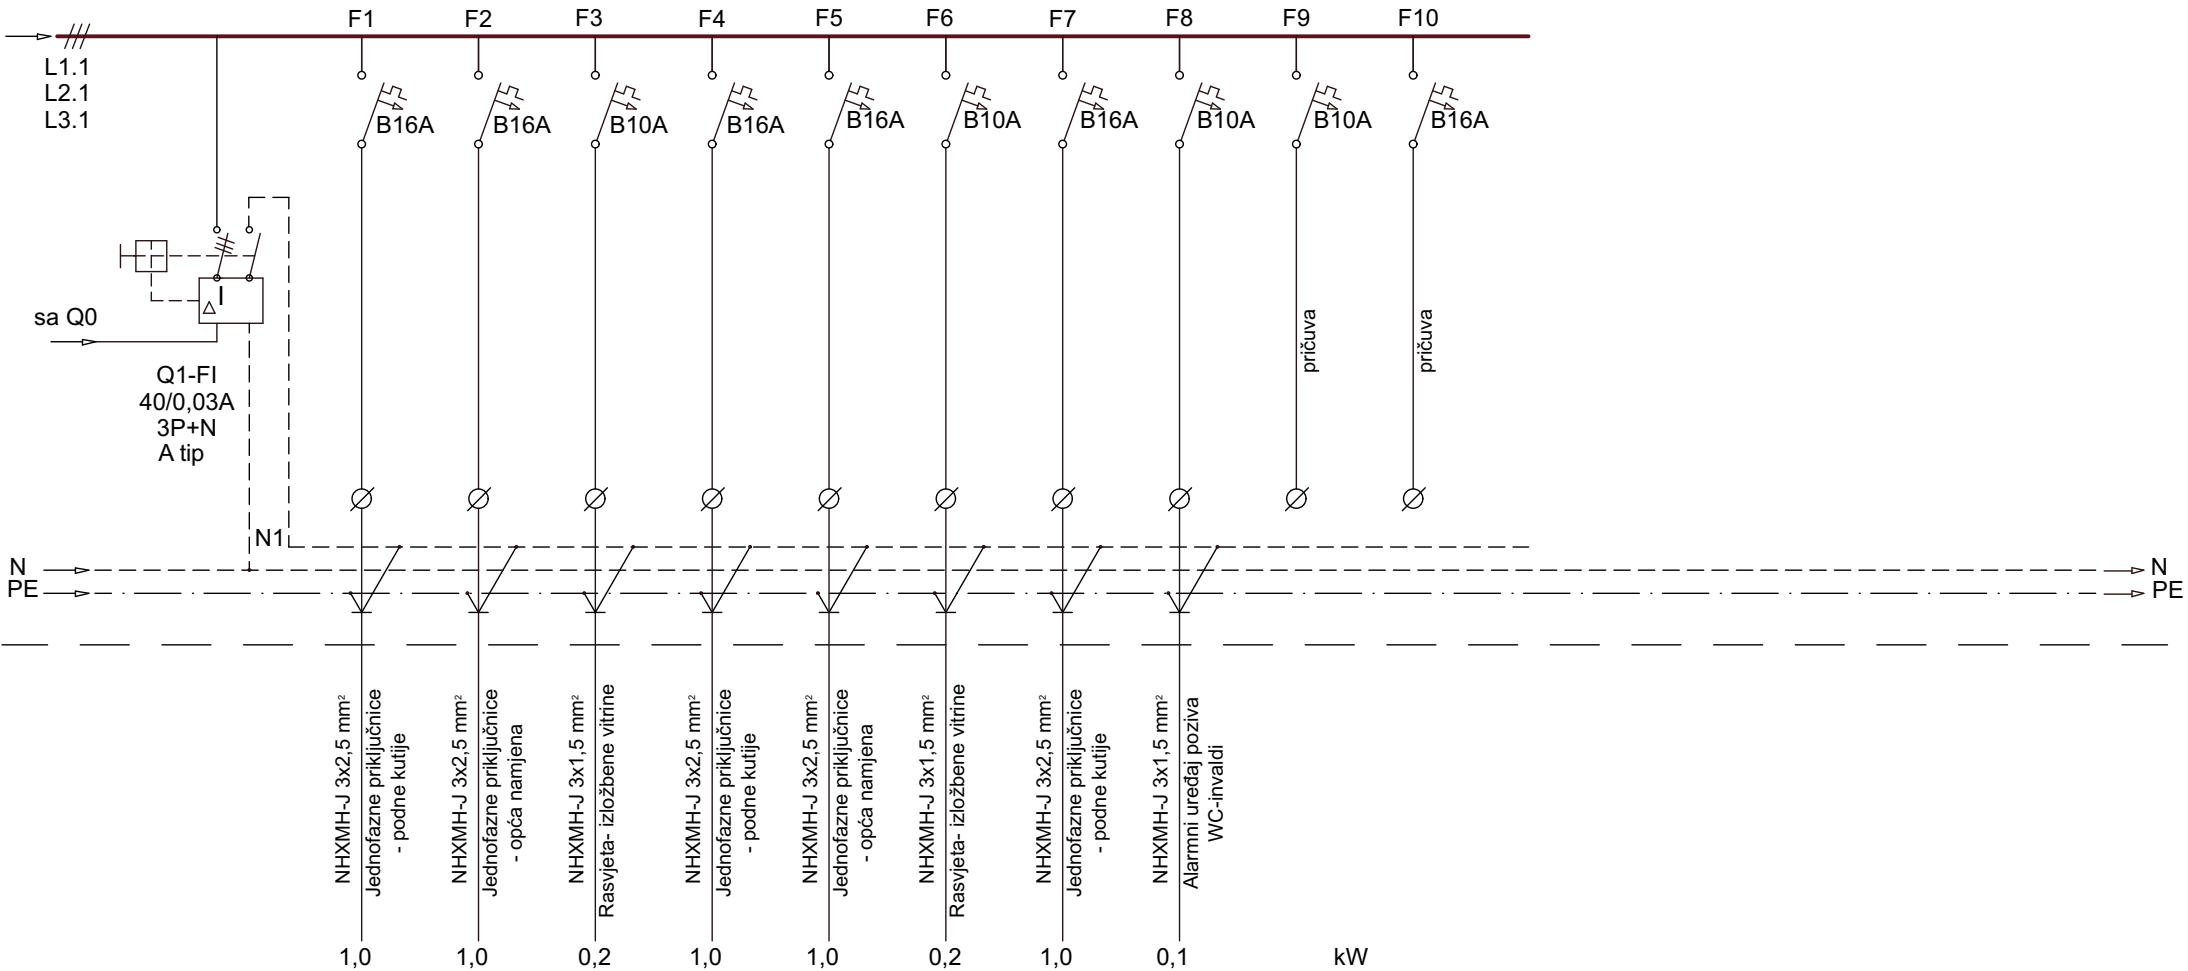 F1 F2 F3 F4 F5 F6 F7 F8 F9 F10
L1.1
L2.1
L3.1
B16A B16A B10A B16A B16A B10A B16A B10A B10A B16A
I
sa Q0
Q1-FI
40/0,03A
3P+N
A tip
pričuva
pričuva
N1
N
PE
N
PE
NHXMH-J 3x2,5 mm²
Jednofazne priključnice
- podne kutije
NHXMH-J 3x2,5 mm²
Jednofazne priključnice
- opća namjena
NHXMH-J 3x1,5 mm²
Rasvjeta- izložbene vitrine
NHXMH-J 3x2,5 mm²
Jednofazne priključnice
- podne kutije
NHXMH-J 3x2,5 mm²
Jednofazne priključnice
- opća namjena
NHXMH-J 3x1,5 mm²
Rasvjeta- izložbene vitrine
NHXMH-J 3x2,5 mm²
Jednofazne priključnice
- podne kutije
NHXMH-J 3x1,5 mm²
Alarmni uređaj poziva
WC-invaldi
1,0 1,0 0,2 1,0 1,0 0,2 1,0 0,1 kW